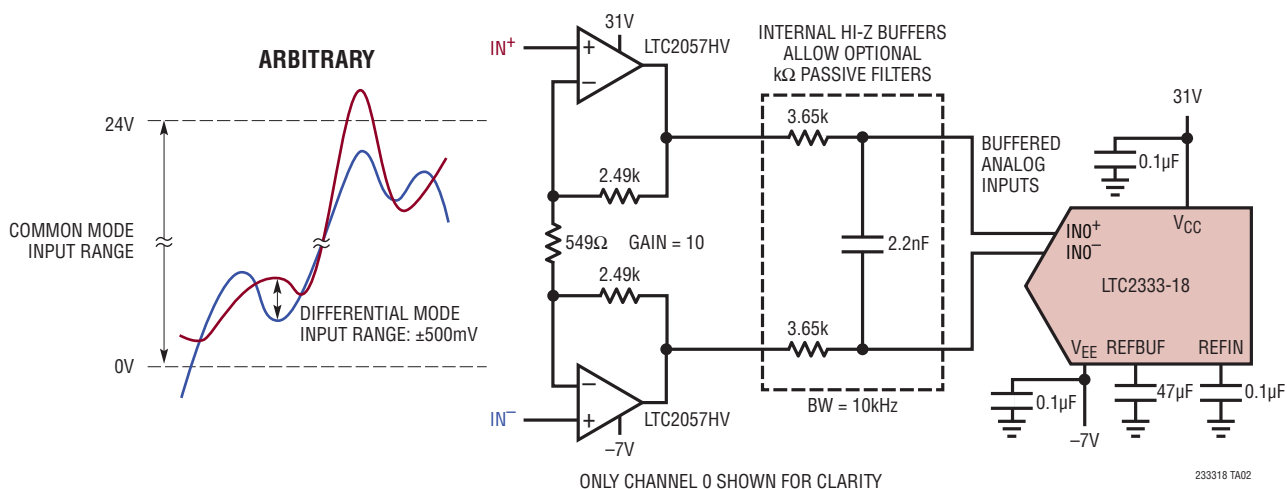 ARBITRARY
24V
COMMON MODE
INPUT RANGE
0V
DIFFERENTIAL MODE
INPUT RANGE: ±500mV
IN+
31V
LTC2057HV
+
–
2.49k
549Ω
GAIN = 10
2.49k
–
+
LTC2057HV
IN–
–7V
INTERNAL HI-Z BUFFERS
ALLOW OPTIONAL
kΩ PASSIVE FILTERS
3.65k
2.2nF
3.65k
BW = 10kHz
BUFFERED
ANALOG
INPUTS
31V
0.1µF
VCC
IN0+
IN0–
LTC2333-18
VEE
REFBUF
REFIN
0.1µF
47µF
0.1µF
–7V
ONLY CHANNEL 0 SHOWN FOR CLARITY
233318 TA02